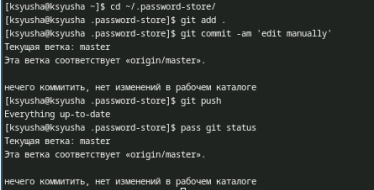 [ksyusha@ksyusha ~]$ cd ~/.password-store/
[ksyusha@ksyusha .password-store]$ git add .
[ksyusha@ksyusha .password-store]$ git commit -am 'edit manually'
Текущая ветка: master
Эта ветка соответствует «origin/master».
нечего коммитить, нет изменений в рабочем каталоге
[ksyusha@ksyusha .password-store]$ git push
Everything up-to-date
[ksyusha@ksyusha .password-store]$ pass git status
Текущая ветка: master
Эта ветка соответствует «origin/master».
нечего коммитить, нет изменений в рабочем каталоге